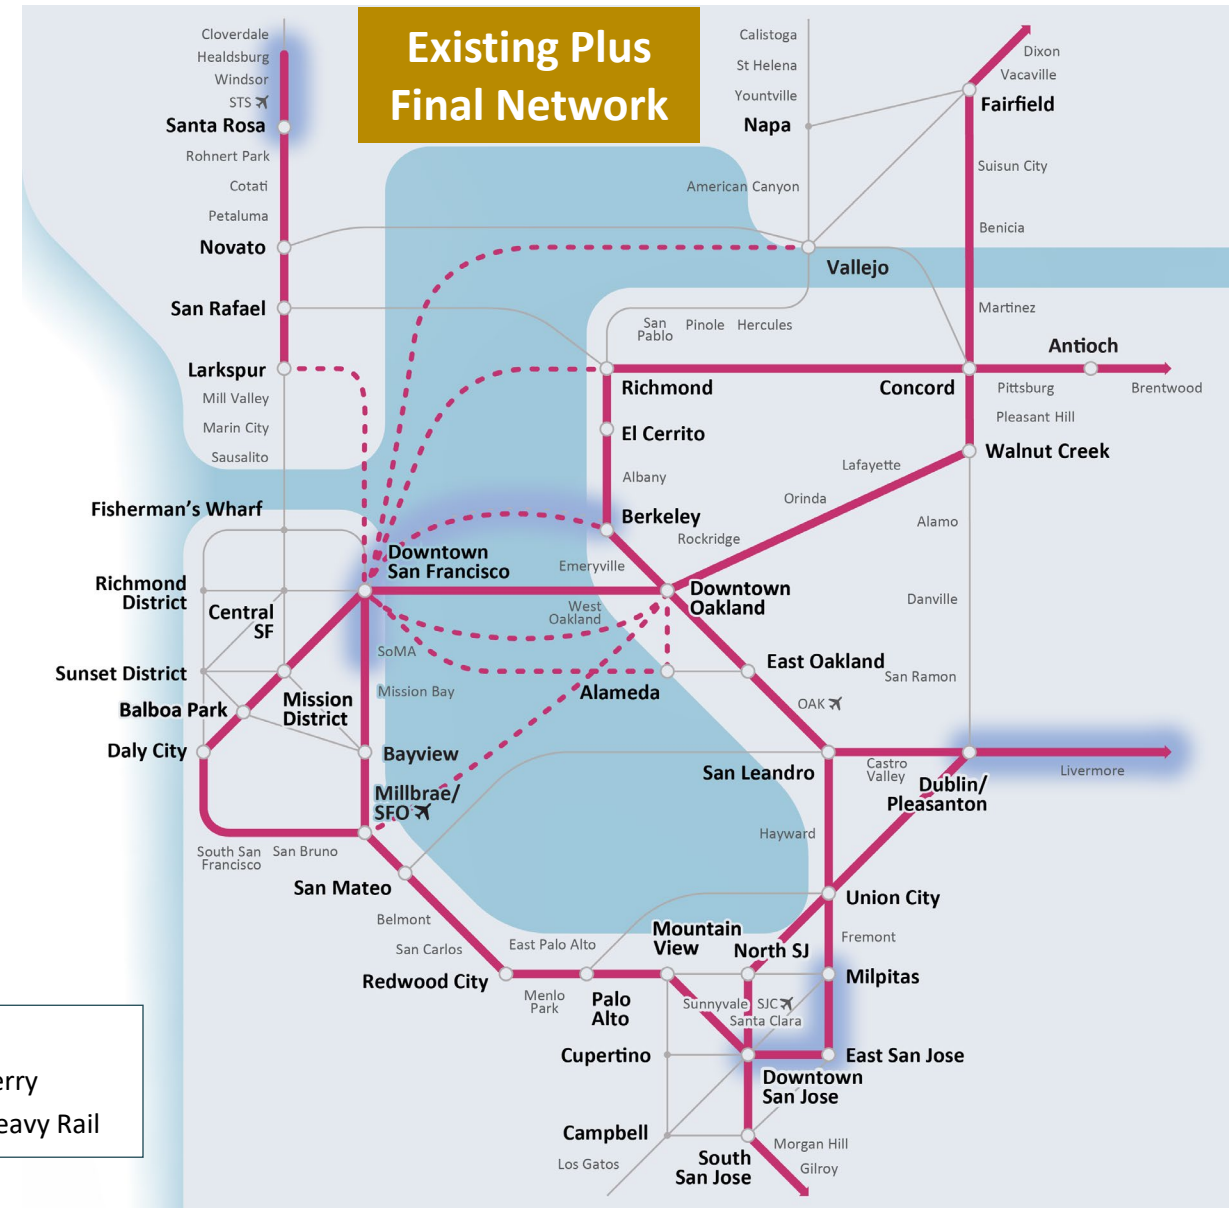 Existing Plus
Final Network
Cloverdale
Healdsburg
Windsor
STS
Santa Rosa
Rohnert Park
Cotati
Petaluma
Novato
San Rafael
Larkspur
Mill Valley
Marin City
Sausalito
Calistoga
St Helena
Yountville
Napa
American Canyon
Vallejo
Dixon
Vacaville
Fairfield
Suisun City
Benicia
Martinez
San
Pablo
Pinole
Hercules
Richmond
Concord
Antioch
Pittsburg
Brentwood
Pleasant Hill
El Cerrito
Albany
Walnut Creek
Lafayette
Orinda
Rockridge
Berkeley
Emeryville
Alamo
Danville
San Ramon
Fisherman's Wharf
Downtown
San Francisco
Richmond
District
Central
SF
West
Oakland
Downtown
Oakland
SoMA
Mission Bay
Sunset District
Balboa Park
Mission
District
Daly City
Bayview
Alameda
East Oakland
OAK
San Leandro
Castro
Valley
Dublin/
Pleasanton
Livermore
Millbrae/
SFO
South San
Francisco
San Bruno
Hayward
San Mateo
Belmont
San Carlos
Union City
Fremont
Redwood City
East Palo Alto
Menlo
Park
Palo
Alto
Mountain
View
North SJ
Milpitas
Sunnyvale
SJC
Santa Clara
Cupertino
East San Jose
Downtown
San Jose
Campbell
Los Gatos
South
San Jose
Morgan Hill
Gilroy
erry
eavy Rail